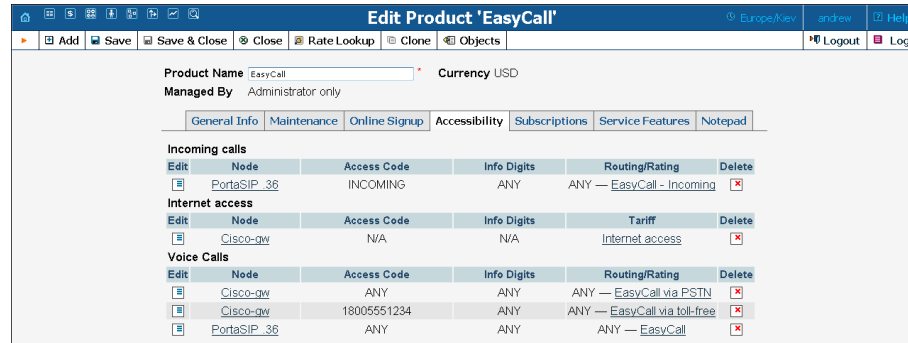 Edit Product 'EasyCall' Europe/Kiev andrew Help
Add Save Save & Close Close Rate Lookup Clone Objects Logout Log
Product Name EasyCall * Currency USD
Managed By Administrator only
General Info Maintenance Online Signup Accessibility Subscriptions Service Features Notepad
Incoming calls
Edit Node Access Code Info Digits Routing/Rating Delete
PortaSIP .36 INCOMING ANY ANY — EasyCall - Incoming
Internet access
Edit Node Access Code Info Digits Tariff Delete
Cisco-gw N/A N/A Internet access
Voice Calls
Edit Node Access Code Info Digits Routing/Rating Delete
Cisco-gw ANY ANY ANY — EasyCall via PSTN
Cisco-gw 18005551234 ANY ANY — EasyCall via toll-free
PortaSIP .36 ANY ANY ANY — EasyCall